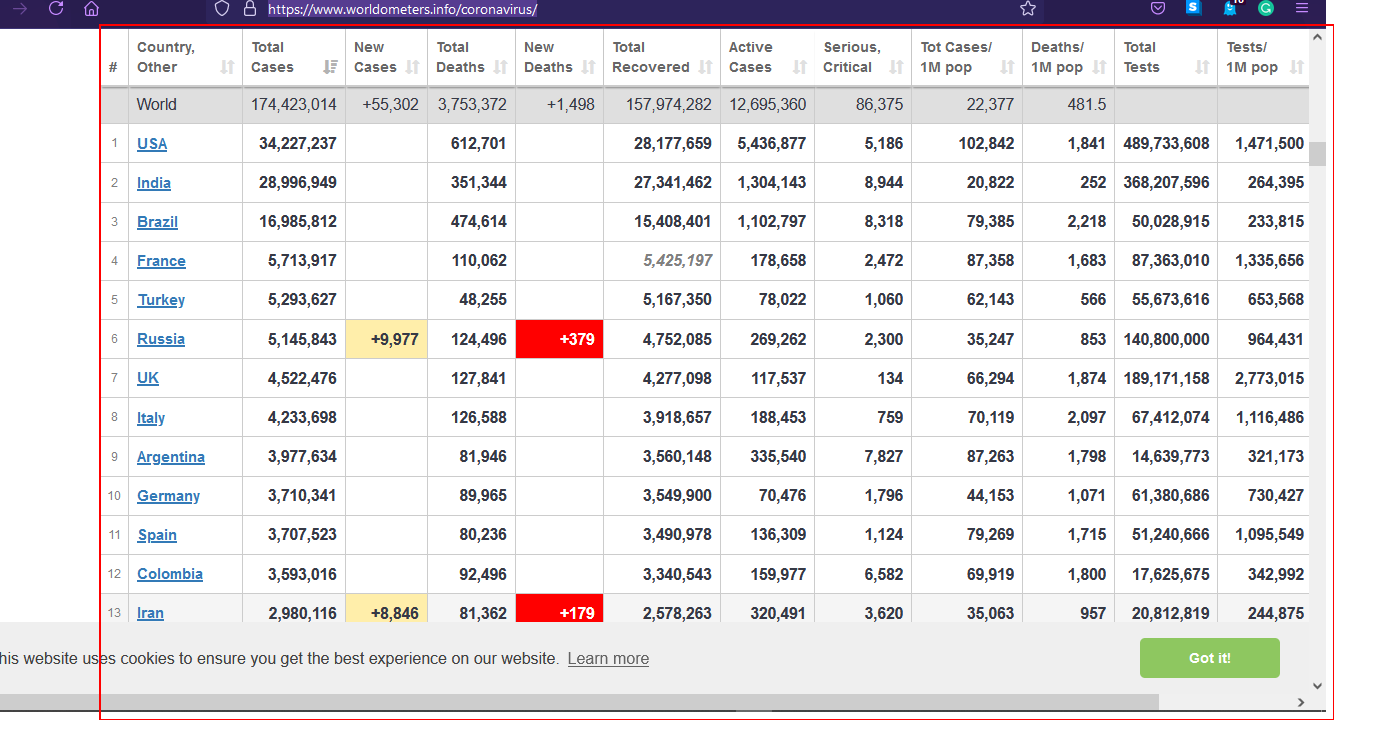 https://www.worldometers.info/coronavirus/
# Country, Other Total Cases New Cases Total Deaths New Deaths Total Recovered Active Cases Serious, Critical Tot Cases/ 1M pop Deaths/ 1M pop Total Tests Tests/ 1M pop
World 174,423,014 +55,302 3,753,372 +1,498 157,974,282 12,695,360 86,375 22,377 481.5
1 USA 34,227,237 612,701 28,177,659 5,436,877 5,186 102,842 1,841 489,733,608 1,471,500
2 India 28,996,949 351,344 27,341,462 1,304,143 8,944 20,822 252 368,207,596 264,395
3 Brazil 16,985,812 474,614 15,408,401 1,102,797 8,318 79,385 2,218 50,028,915 233,815
4 France 5,713,917 110,062 5,425,197 178,658 2,472 87,358 1,683 87,363,010 1,335,656
5 Turkey 5,293,627 48,255 5,167,350 78,022 1,060 62,143 566 55,673,616 653,568
6 Russia 5,145,843 +9,977 124,496 +379 4,752,085 269,262 2,300 35,247 853 140,800,000 964,431
7 UK 4,522,476 127,841 4,277,098 117,537 134 66,294 1,874 189,171,158 2,773,015
8 Italy 4,233,698 126,588 3,918,657 188,453 759 70,119 2,097 67,412,074 1,116,486
9 Argentina 3,977,634 81,946 3,560,148 335,540 7,827 87,263 1,798 14,639,773 321,173
10 Germany 3,710,341 89,965 3,549,900 70,476 1,796 44,153 1,071 61,380,686 730,427
11 Spain 3,707,523 80,236 3,490,978 136,309 1,124 79,269 1,715 51,240,666 1,095,549
12 Colombia 3,593,016 92,496 3,340,543 159,977 6,582 69,919 1,800 17,625,675 342,992
13 Iran 2,980,116 +8,846 81,362 +179 2,578,263 320,491 3,620 35,063 957 20,812,819 244,875
his website uses cookies to ensure you get the best experience on our website. Learn more Got it!